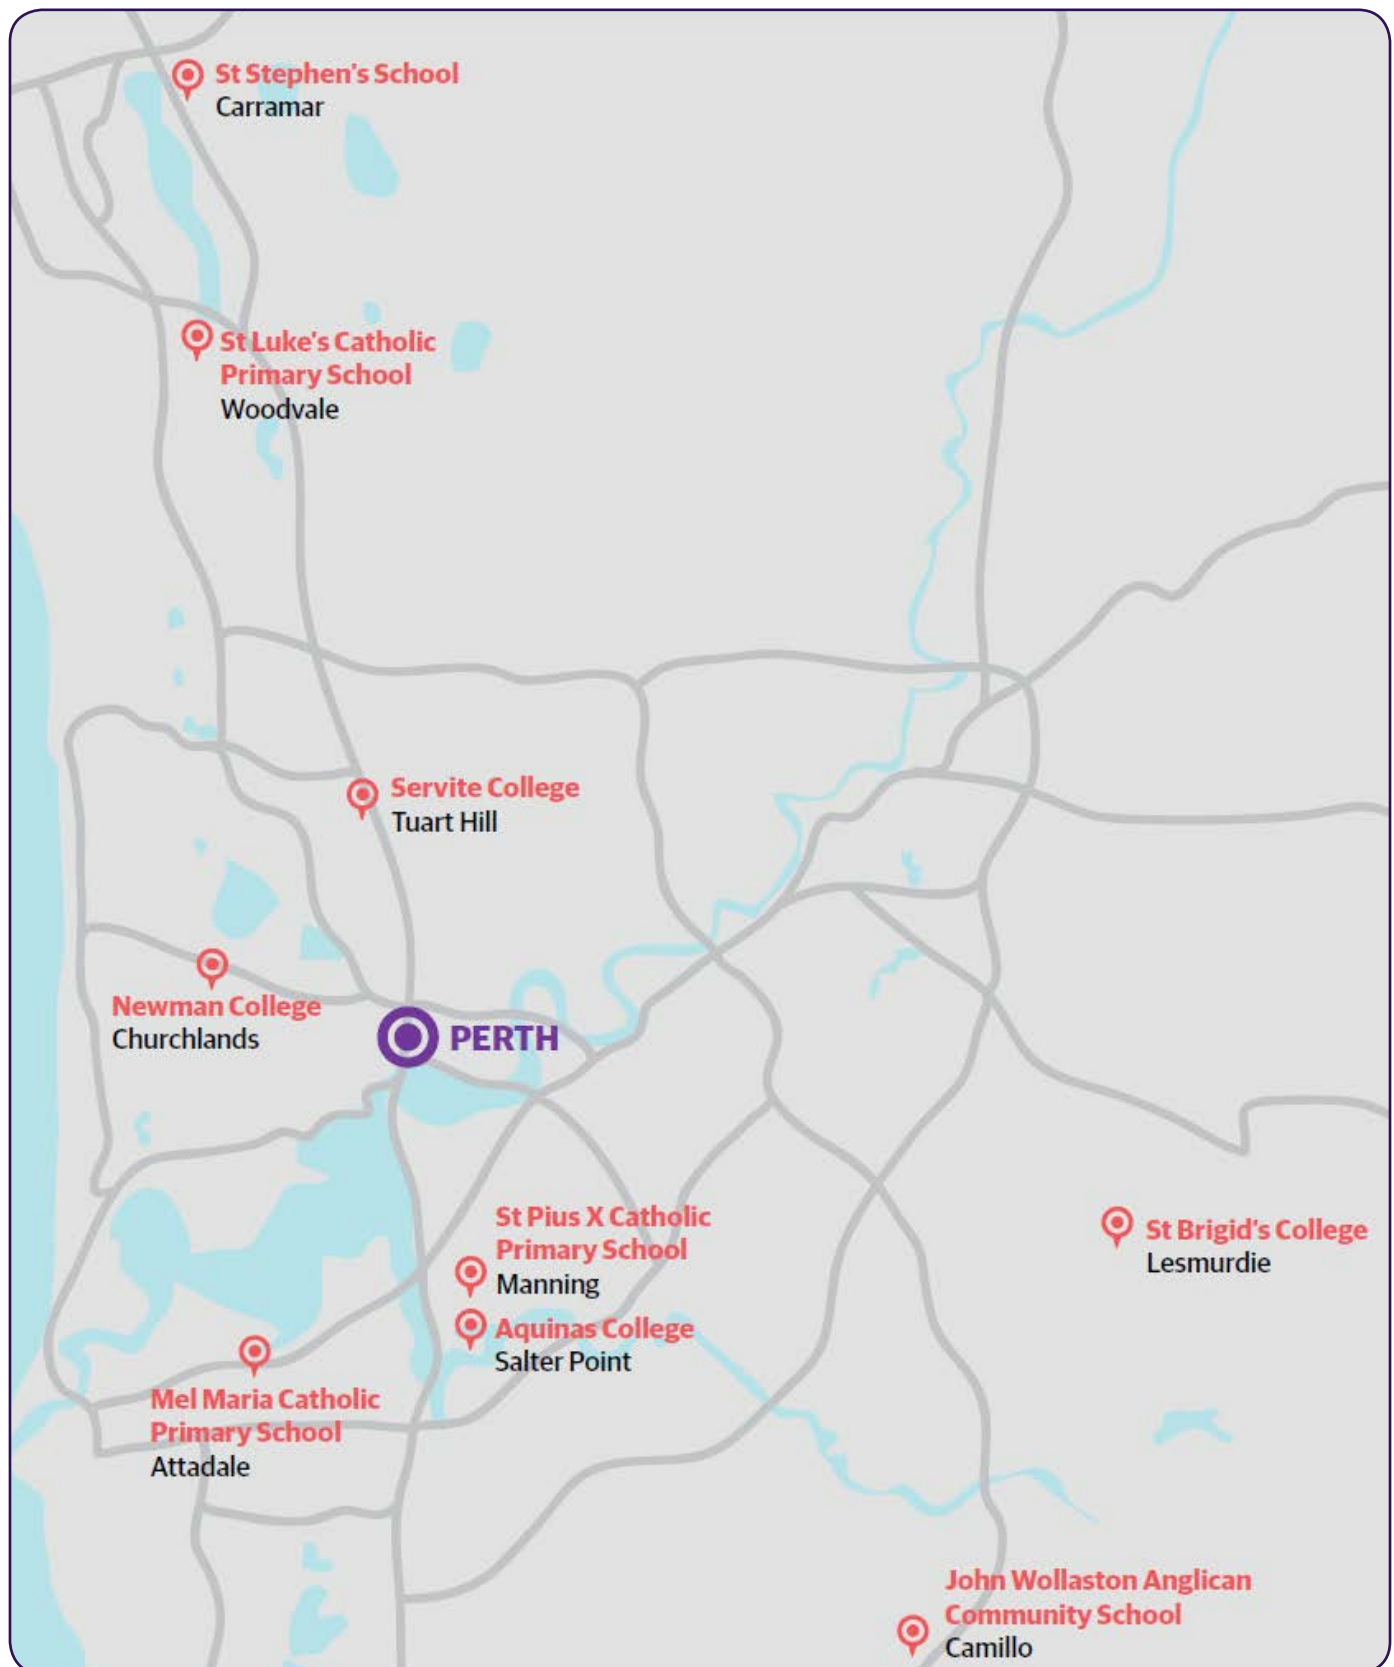 St Stephen's School
Carramar
St Luke's Catholic
Primary School
Woodvale
Servite College
Tuart Hill
Newman College
Churchlands
PERTH
St Pius X Catholic
Primary School
Manning
St Brigid's College
Lesmurdie
Aquinas College
Salter Point
Mel Maria Catholic
Primary School
Attadale
John Wollaston Anglican
Community School
Camillo